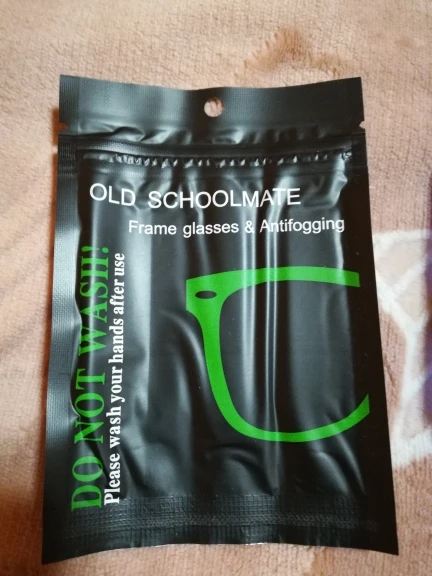 OLD SCHOOLMATE
Frame glasses & Antifogging
DO NOT WASH!
Please wash your hands after use